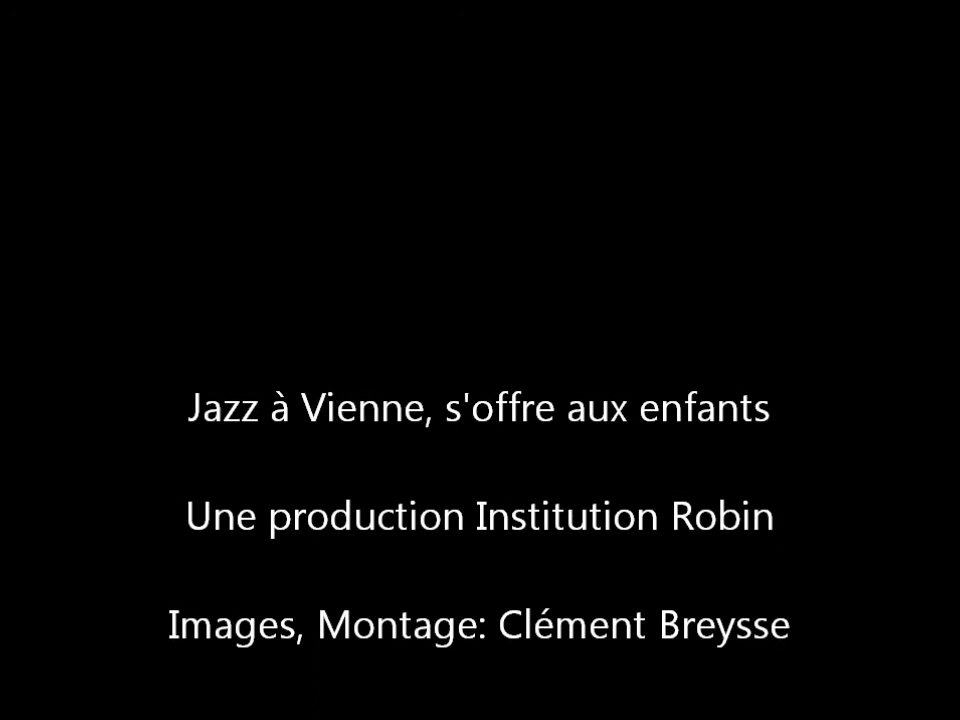 Jazz à Vienne, s'offre aux enfants
Une production Institution Robin
Images, Montage: Clément Breysse